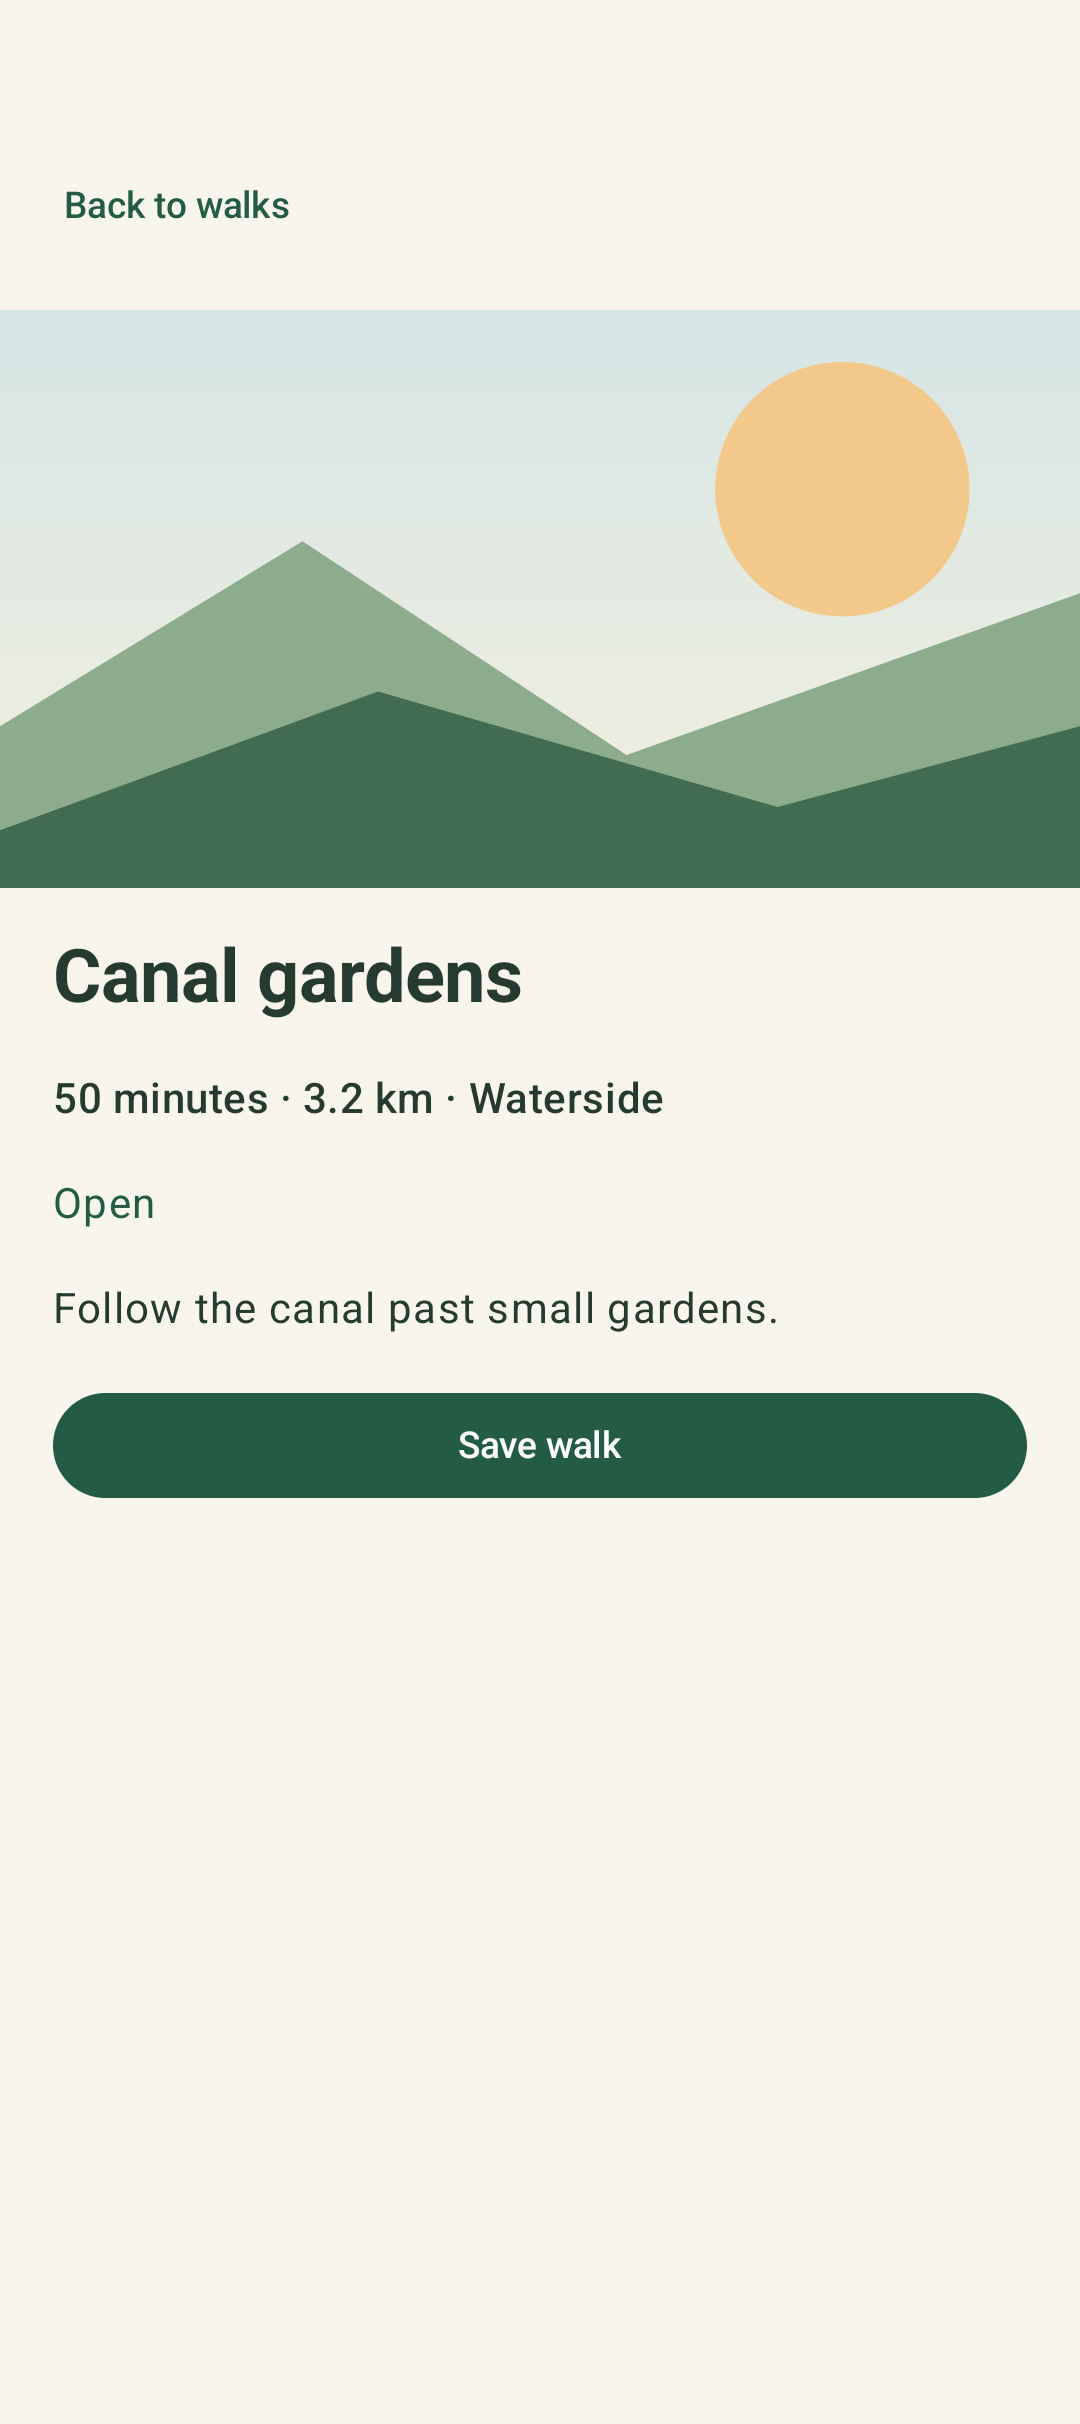 Back to walks
Canal gardens
50 minutes · 3.2 km · Waterside
Open
Follow the canal past small gardens.
Save walk